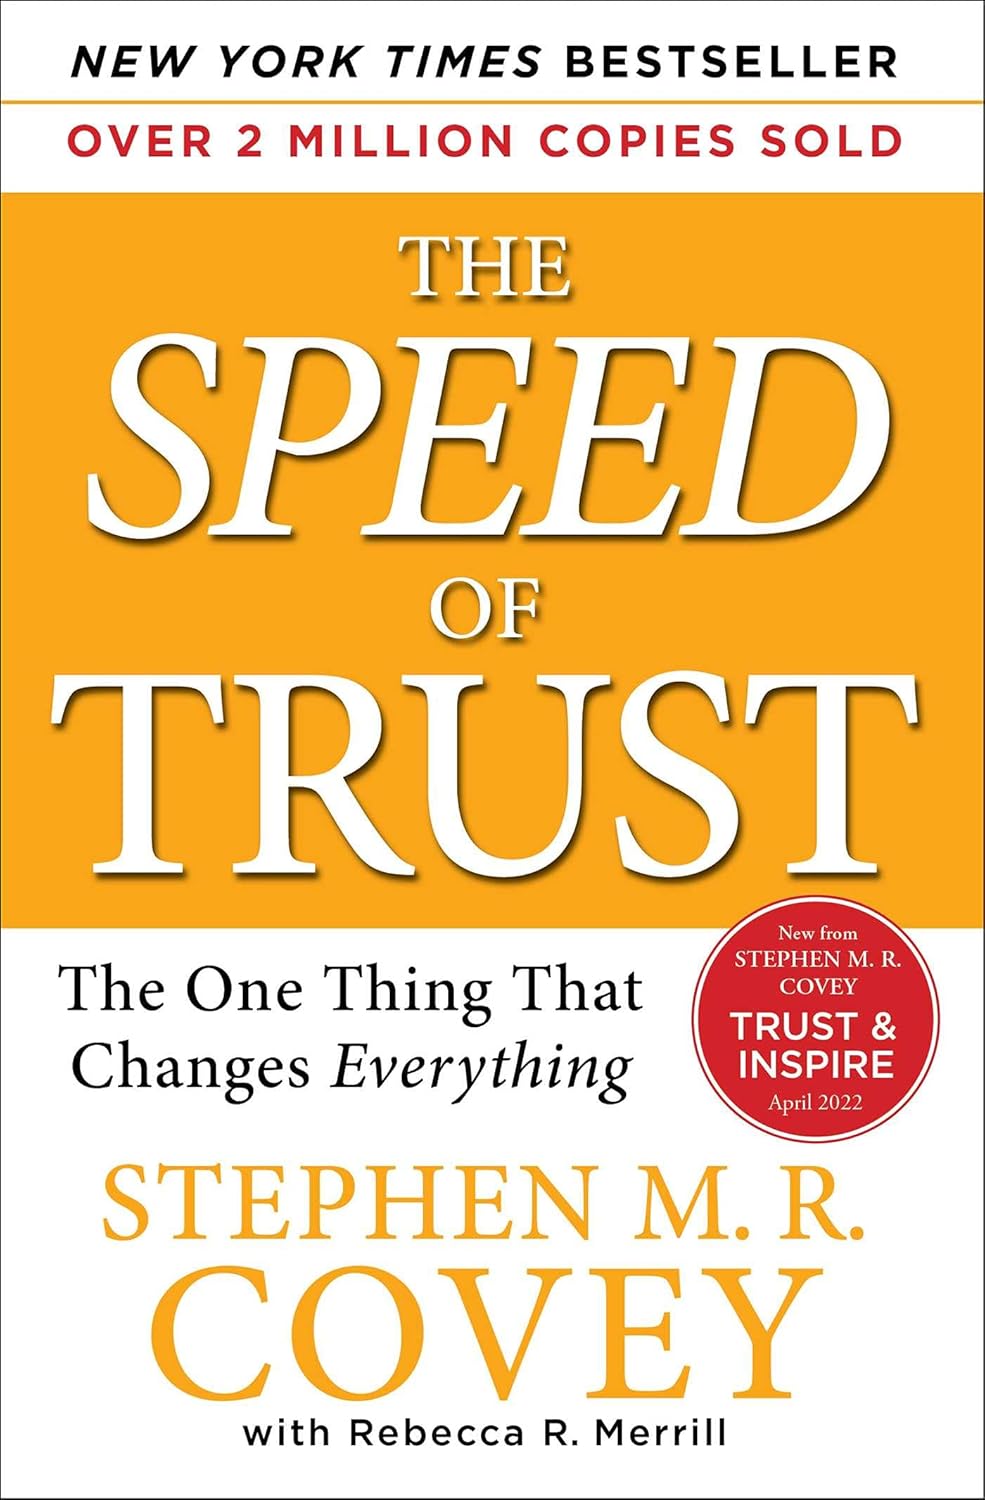 NEW YORK TIMES BESTSELLER
OVER 2 MILLION COPIES SOLD
THE
SPEED
OF
TRUST
The One Thing That
Changes Everything
New from
STEPHEN M. R.
COVEY
TRUST &
INSPIRE
April 2022
STEPHEN M. R.
COVEY
with Rebecca R. Merrill